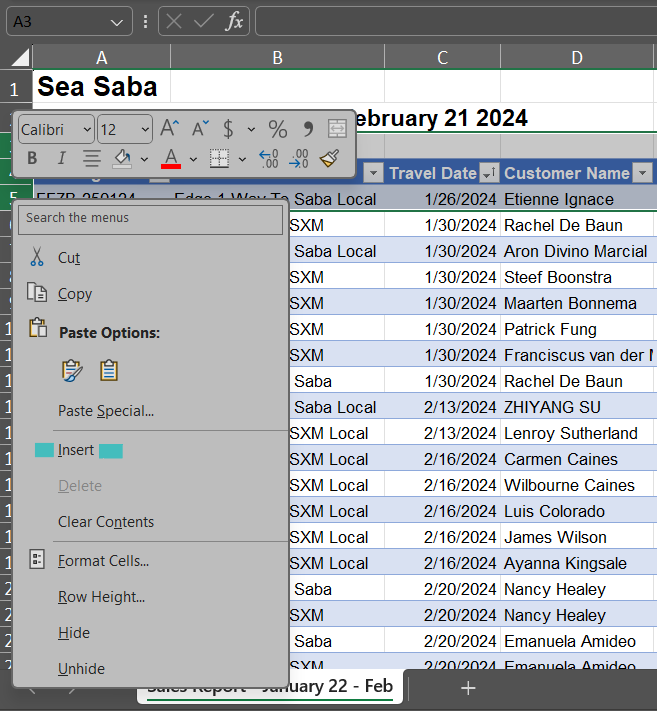 A3
fx
A B C D
1 Sea Saba
ebruary 21 2024
Calibri 12 A A $ %
B I A
Travel Date Customer Name
5 Saba Local 1/26/2024 Etienne Ignace
SXM 1/30/2024 Rachel De Baun
Saba Local 1/30/2024 Aron Divino Marcial
SXM 1/30/2024 Steef Boonstra
SXM 1/30/2024 Maarten Bonnema
SXM 1/30/2024 Patrick Fung
SXM 1/30/2024 Franciscus van der
Saba 1/30/2024 Rachel De Baun
Saba Local 2/13/2024 ZHIYANG SU
SXM Local 2/13/2024 Lenroy Sutherland
SXM Local 2/16/2024 Carmen Caines
SXM Local 2/16/2024 Wilbourne Caines
SXM Local 2/16/2024 Luis Colorado
SXM Local 2/16/2024 James Wilson
SXM Local 2/16/2024 Ayanna Kingsale
Saba 2/20/2024 Nancy Healey
SXM 2/20/2024 Nancy Healey
Saba 2/20/2024 Emanuela Amideo
SXM 2/20/2024 Emanuela Amideo
Search the menus
Cut
Copy
Paste Options:
Paste Special...
Insert
Delete
Clear Contents
Format Cells...
Row Height...
Hide
Unhide
Sales Report - January 22 - Feb